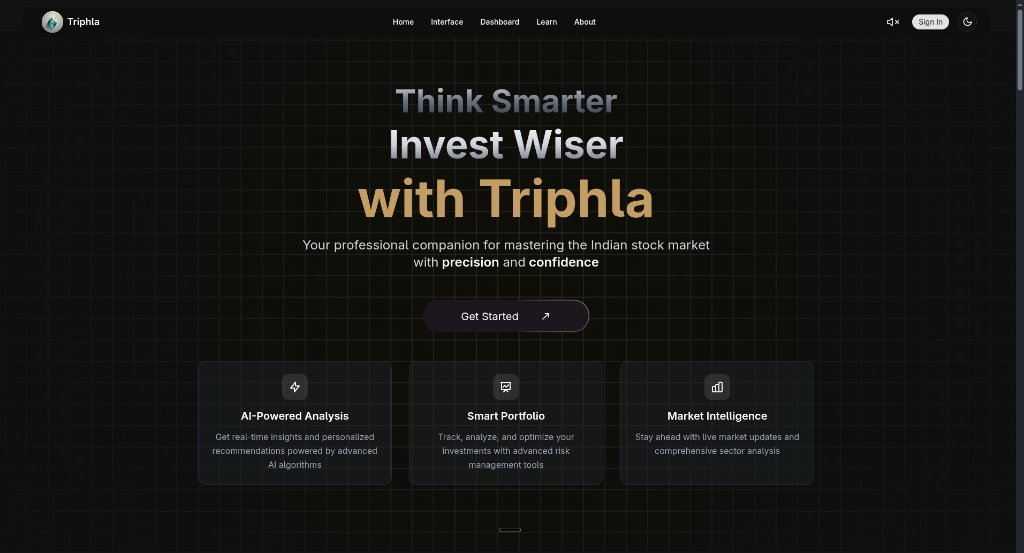 Triphla
Home Interface Dashboard Learn About
Sign In
Think Smarter
Invest Wiser
with Triphla
Your professional companion for mastering the Indian stock market
with precision and confidence
Get Started
AI-Powered Analysis
Get real-time insights and personalized
recommendations powered by advanced
AI algorithms
Smart Portfolio
Track, analyze, and optimize your
investments with advanced risk
management tools
Market Intelligence
Stay ahead with live market updates and
comprehensive sector analysis